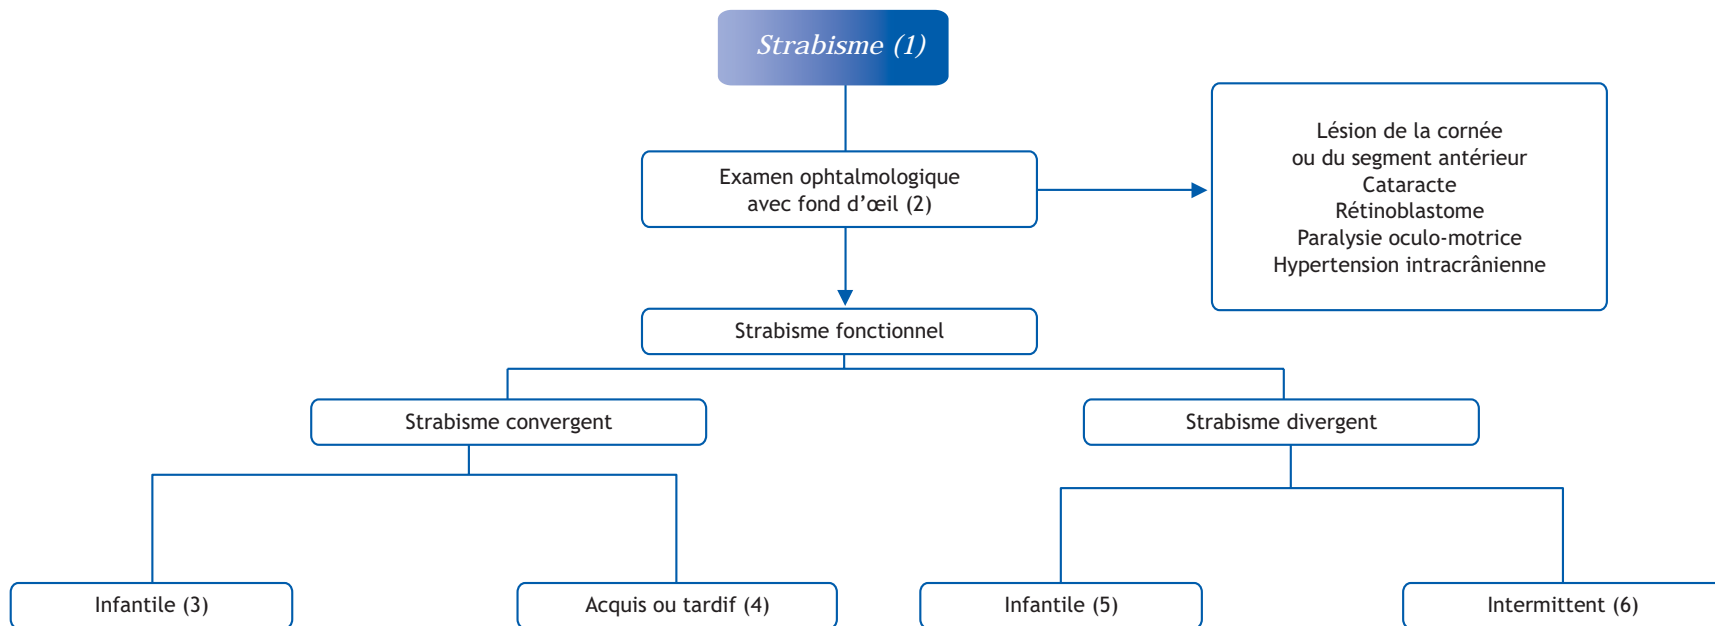 Strabisme (1)
Examen ophtalmologique
avec fond d’œil (2)
Lésion de la cornée
ou du segment antérieur
Cataracte
Rétinoblastome
Paralysie oculo-motrice
Hypertension intracrânienne
Strabisme fonctionnel
Strabisme convergent
Strabisme divergent
Infantile (3)
Acquis ou tardif (4)
Infantile (5)
Intermittent (6)